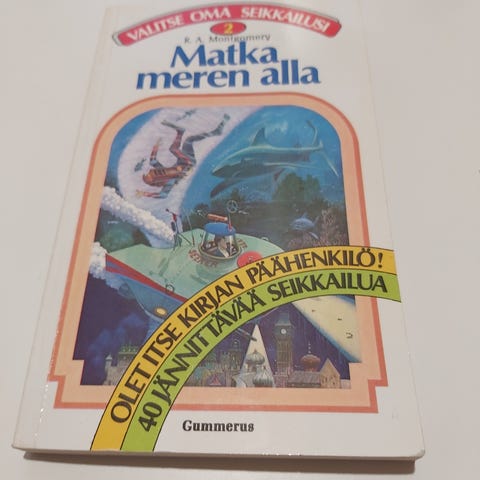 VALITSE OMA SEIKKAILUSI
2
R. A. Montgomery
Matka
meren alla
OLET ITSE KIRJAN PÄÄHENKILÖ!
40 JÄNNITTÄVÄÄ SEIKKAILUA
Gummerus